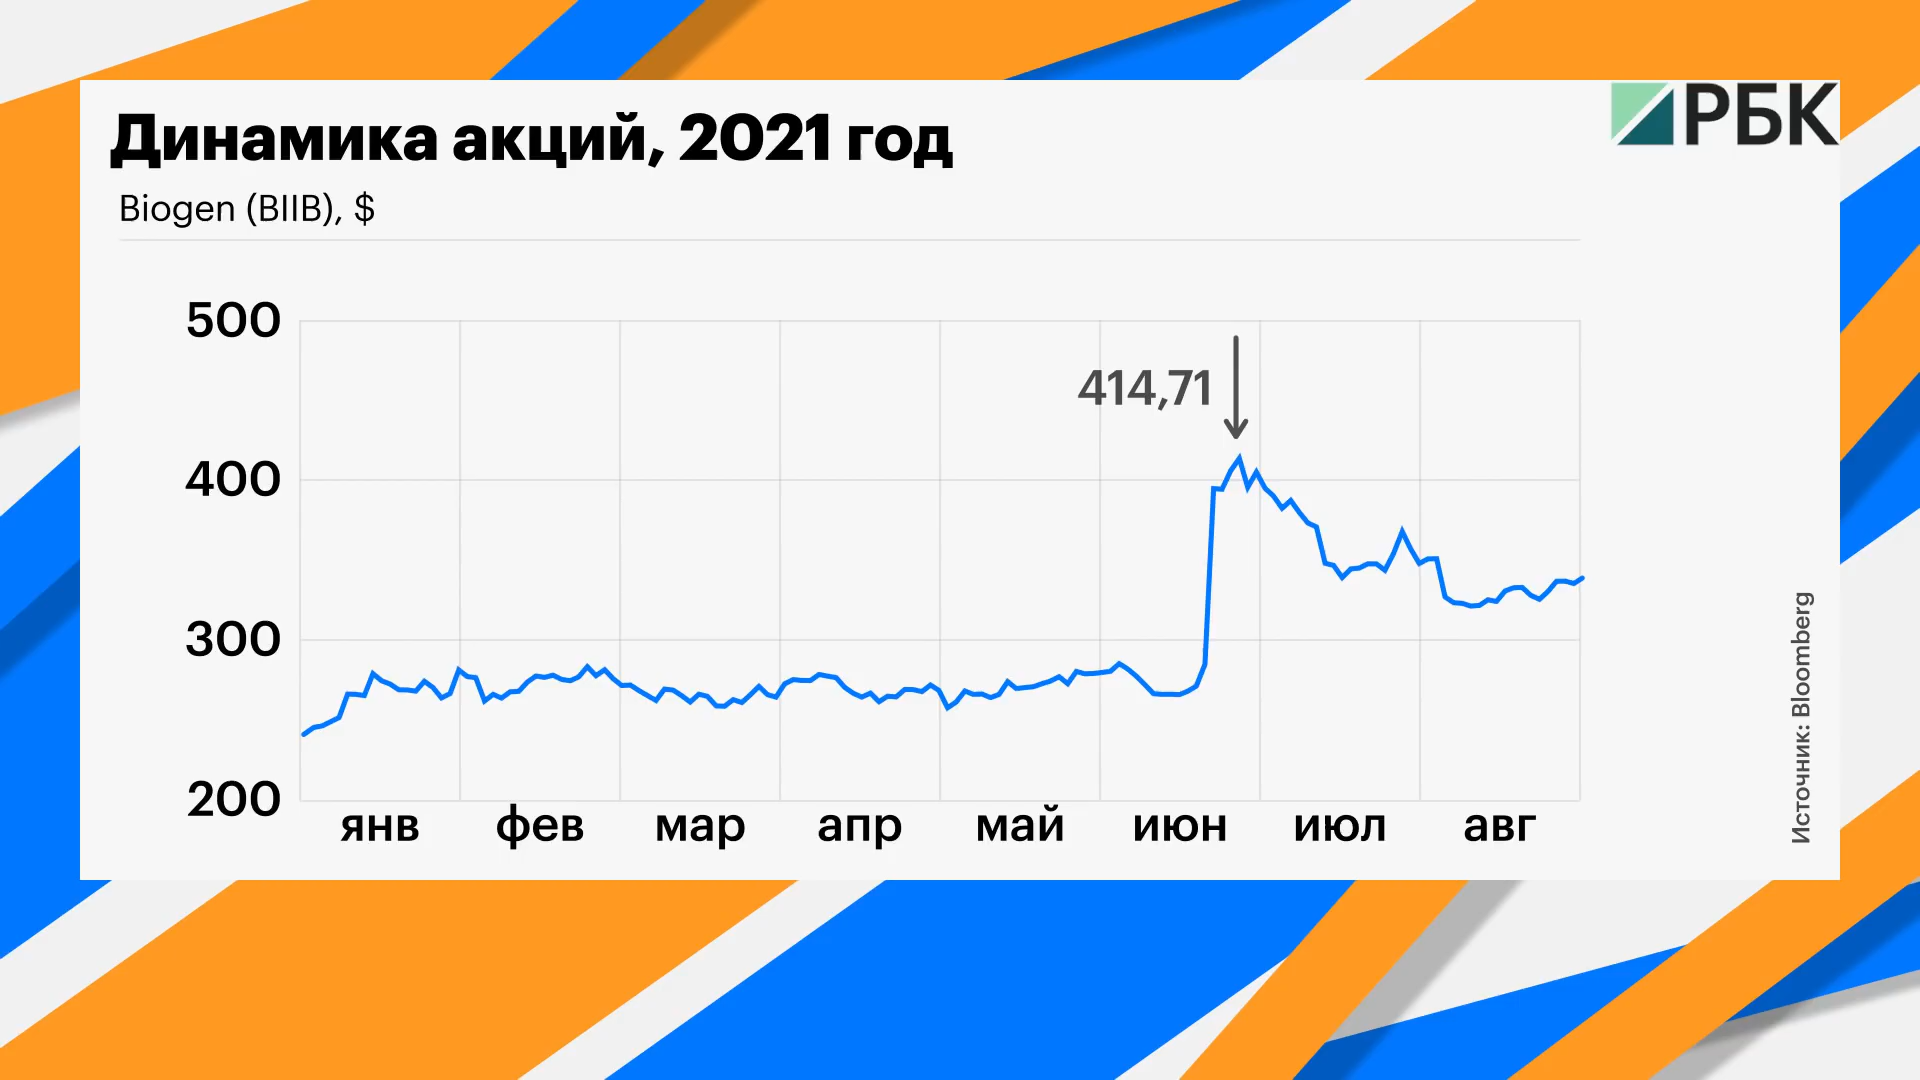 Динамика акций, 2021 год
РБК
Biogen (BIIB), $
500
414,71
400
300
200
янв фев мар апр май июн июл авг
Источник: Bloomberg